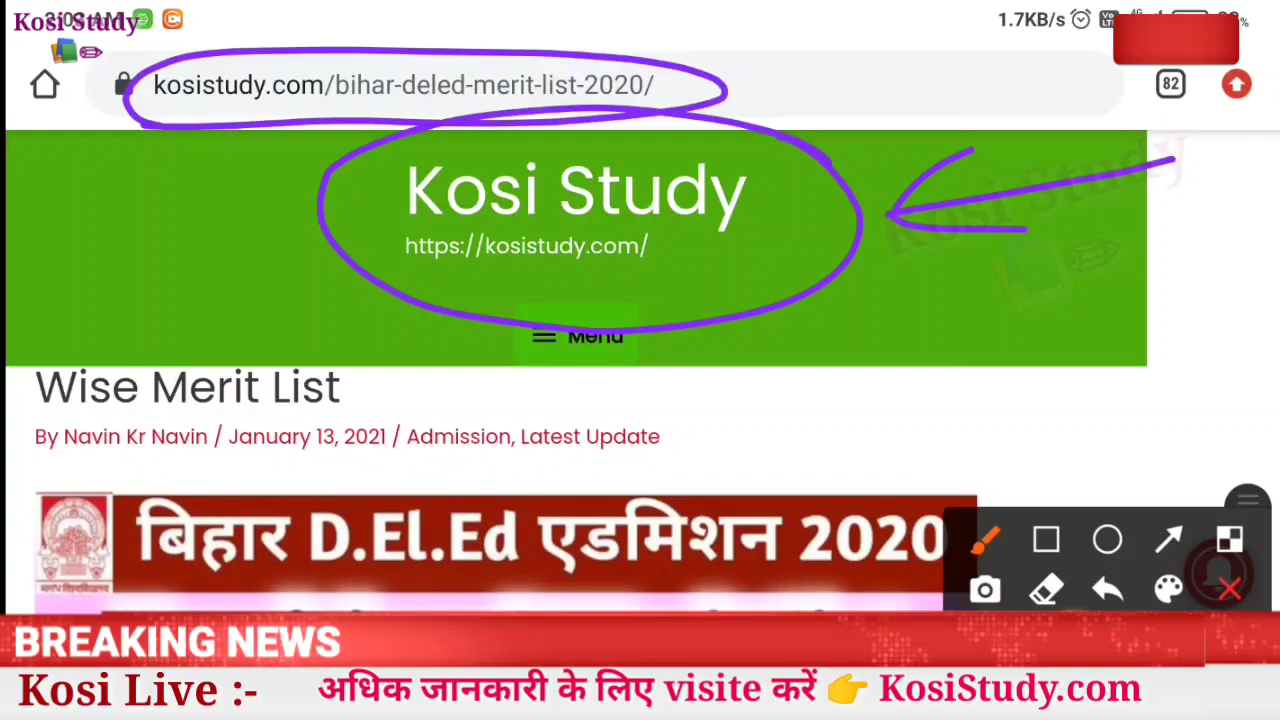 Kosi Study
1.7KB/s
82
kosistudy.com/bihar-deled-merit-list-2020/
Kosi Study
https://kosistudy.com/
Kosi Study
Menu
Wise Merit List
By Navin Kr Navin / January 13, 2021 / Admission, Latest Update
बिहार D.El.Ed एडमिशन 2020
BREAKING NEWS
Kosi Live :- अधिक जानकारी के लिए visite करें 👉 KosiStudy.com